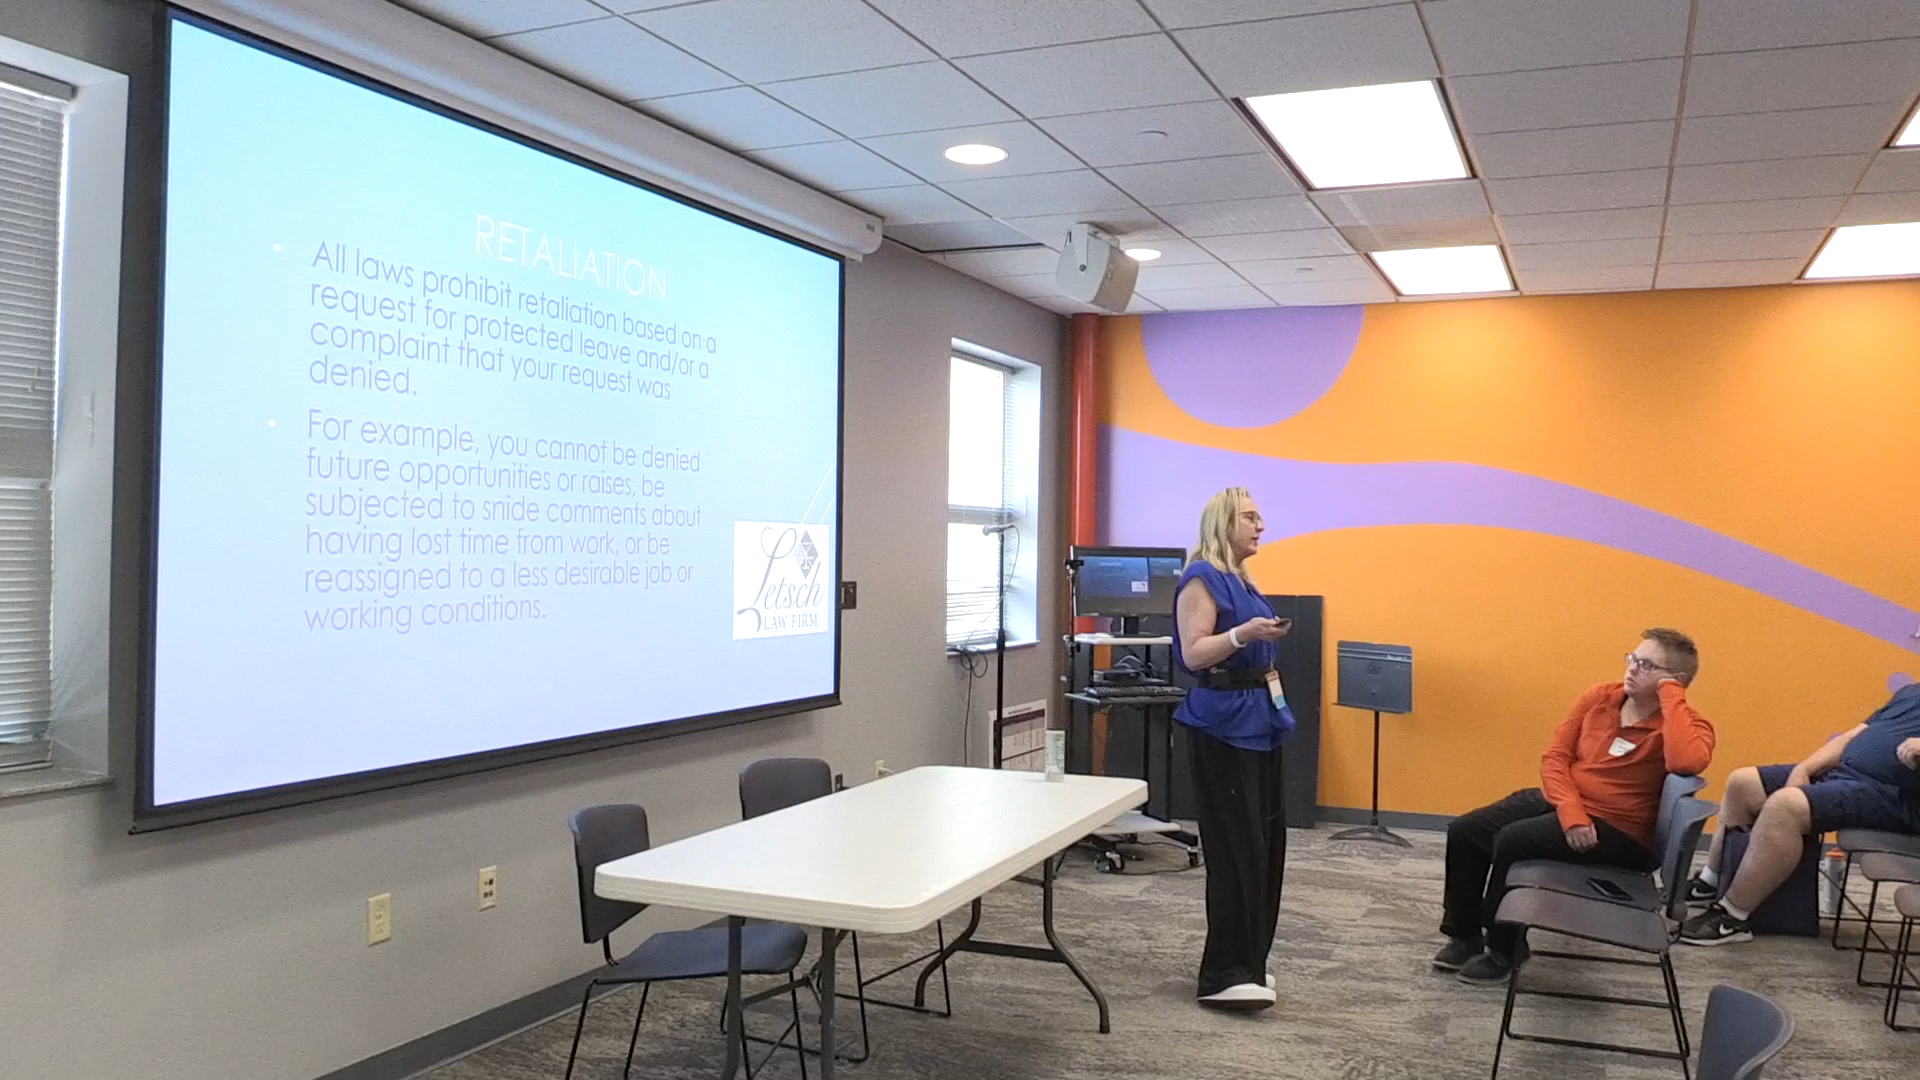 RETALIATION
All laws prohibit retaliation based on a
request for protected leave and/or a
complaint that your request was
denied.
For example, you cannot be denied
future opportunities or raises, be
subjected to snide comments about
having lost time from work, or be
reassigned to a less desirable job or
working conditions.
Letsch
LAW FIRM